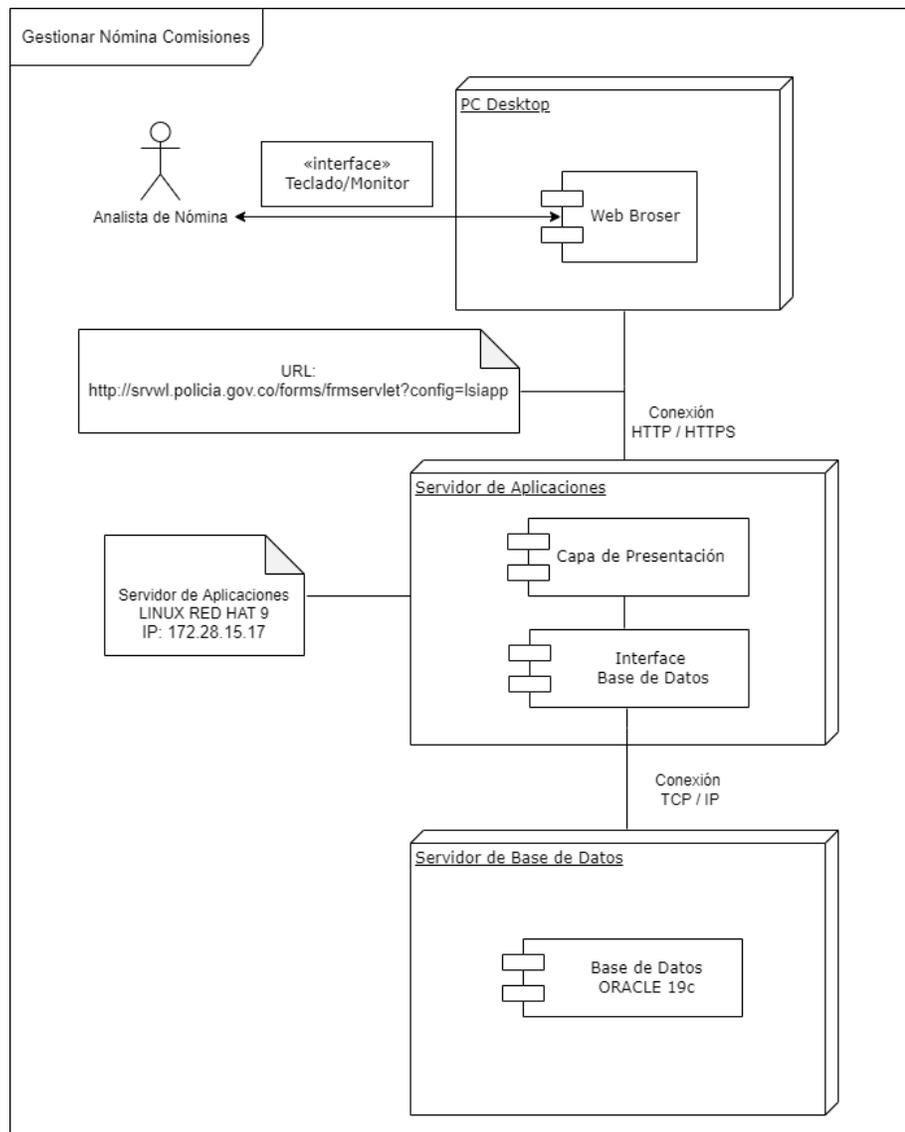 Gestionar Nómina Comisiones
PC Desktop
«interface»
Teclado/Monitor
Analista de Nómina
Web Broser
URL:
http://srvwl.policia.gov.co/forms/frmservlet?config=lsiapp
Conexión
HTTP / HTTPS
Servidor de Aplicaciones
Capa de Presentación
Servidor de Aplicaciones
LINUX RED HAT 9
IP: 172.28.15.17
Interface
Base de Datos
Conexión
TCP / IP
Servidor de Base de Datos
Base de Datos
ORACLE 19c